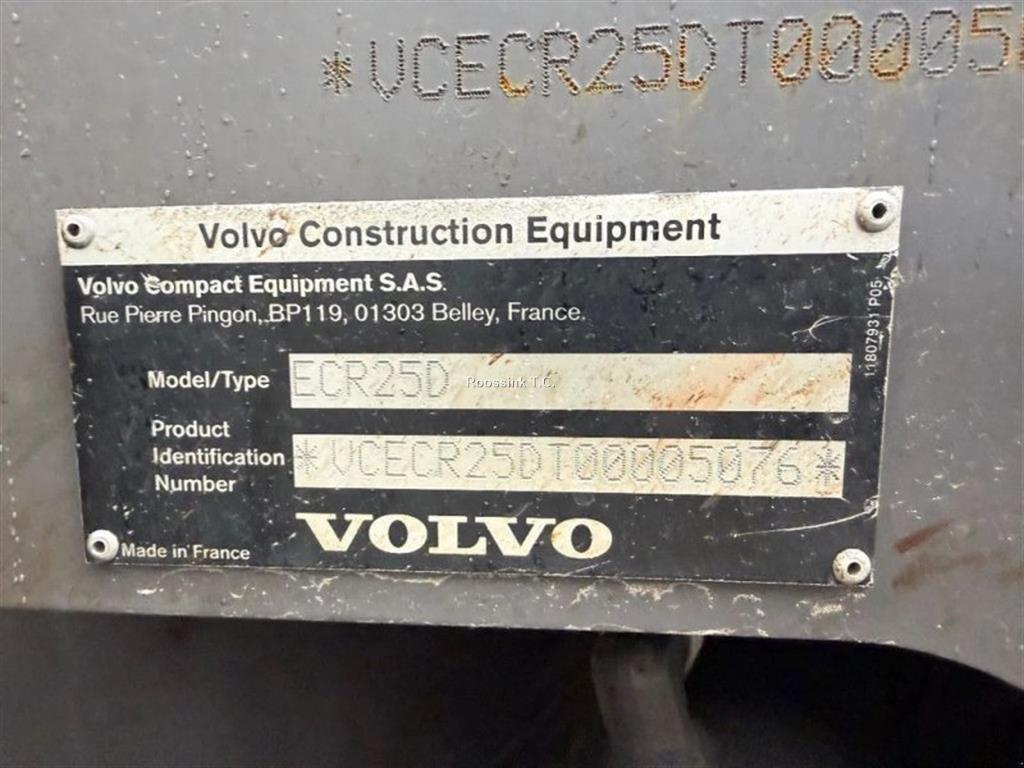 *VCECR25DT00005
Volvo Construction Equipment
Volvo Compact Equipment S.A.S.
Rue Pierre Pingon, BP119, 01303 Belley, France.
11807931 P05
Model/Type ECR25D
Roossink T.C.
Product
Identification *VCECR25DT00005076*
Number
VOLVO
Made in France